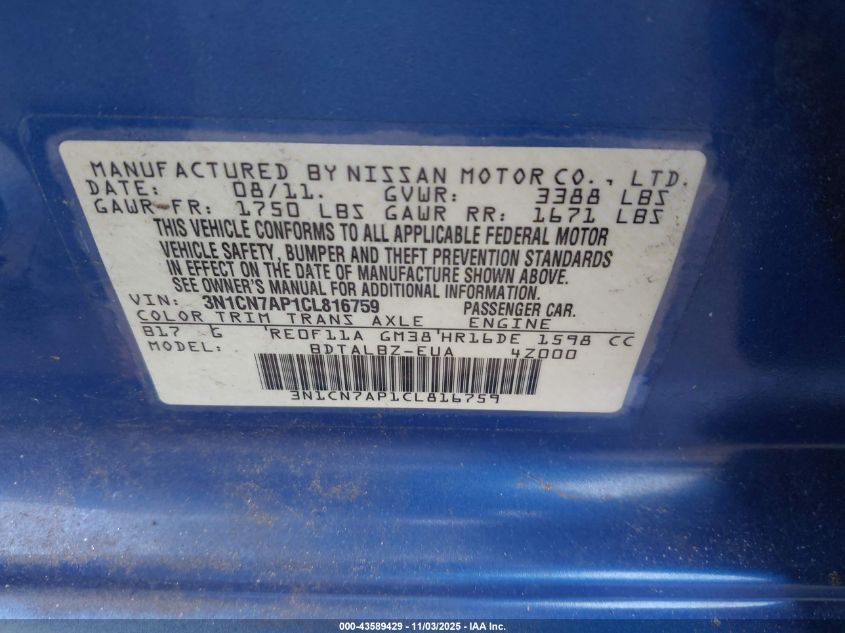 MANUFACTURED BY NISSAN MOTOR CO., LTD.
DATE: 08/11. GVWR: 3388 LBS
GAWR FR: 1750 LBS GAWR RR: 1671 LBS
THIS VEHICLE CONFORMS TO ALL APPLICABLE FEDERAL MOTOR
VEHICLE SAFETY, BUMPER AND THEFT PREVENTION STANDARDS
IN EFFECT ON THE DATE OF MANUFACTURE SHOWN ABOVE.
SEE OWNER'S MANUAL FOR ADDITIONAL INFORMATION.
VIN: 3N1CN7AP1CL816759 PASSENGER CAR.
COLOR TRIM TRANS AXLE ENGINE
B17 G 'RE0F11A GM38'HR16DE 1598 CC
MODEL: BDTALBZ-EUA 4Z000
3N1CN7AP1CL816759
000-43589429 - 11/03/2025 - IAA Inc.